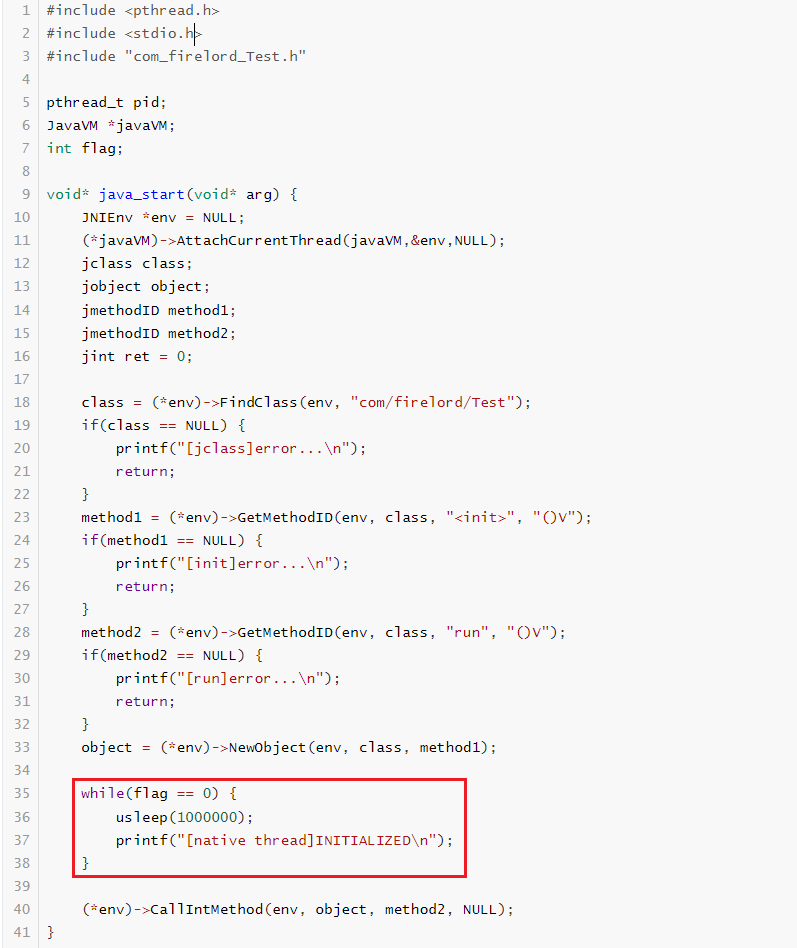 1 #include <pthread.h>
2 #include <stdio.h>
3 #include "com_firelord_Test.h"
4
5 pthread_t pid;
6 JavaVM *javaVM;
7 int flag;
8
9 void* java_start(void* arg) {
10     JNIEnv *env = NULL;
11     (*javaVM)->AttachCurrentThread(javaVM,&env,NULL);
12     jclass class;
13     jobject object;
14     jmethodID method1;
15     jmethodID method2;
16     jint ret = 0;
17
18     class = (*env)->FindClass(env, "com/firelord/Test");
19     if(class == NULL) {
20         printf("[jclass]error...\n");
21         return;
22     }
23     method1 = (*env)->GetMethodID(env, class, "<init>", "()V");
24     if(method1 == NULL) {
25         printf("[init]error...\n");
26         return;
27     }
28     method2 = (*env)->GetMethodID(env, class, "run", "()V");
29     if(method2 == NULL) {
30         printf("[run]error...\n");
31         return;
32     }
33     object = (*env)->NewObject(env, class, method1);
34
35     while(flag == 0) {
36         usleep(1000000);
37         printf("[native thread]INITIALIZED\n");
38     }
39
40     (*env)->CallIntMethod(env, object, method2, NULL);
41 }